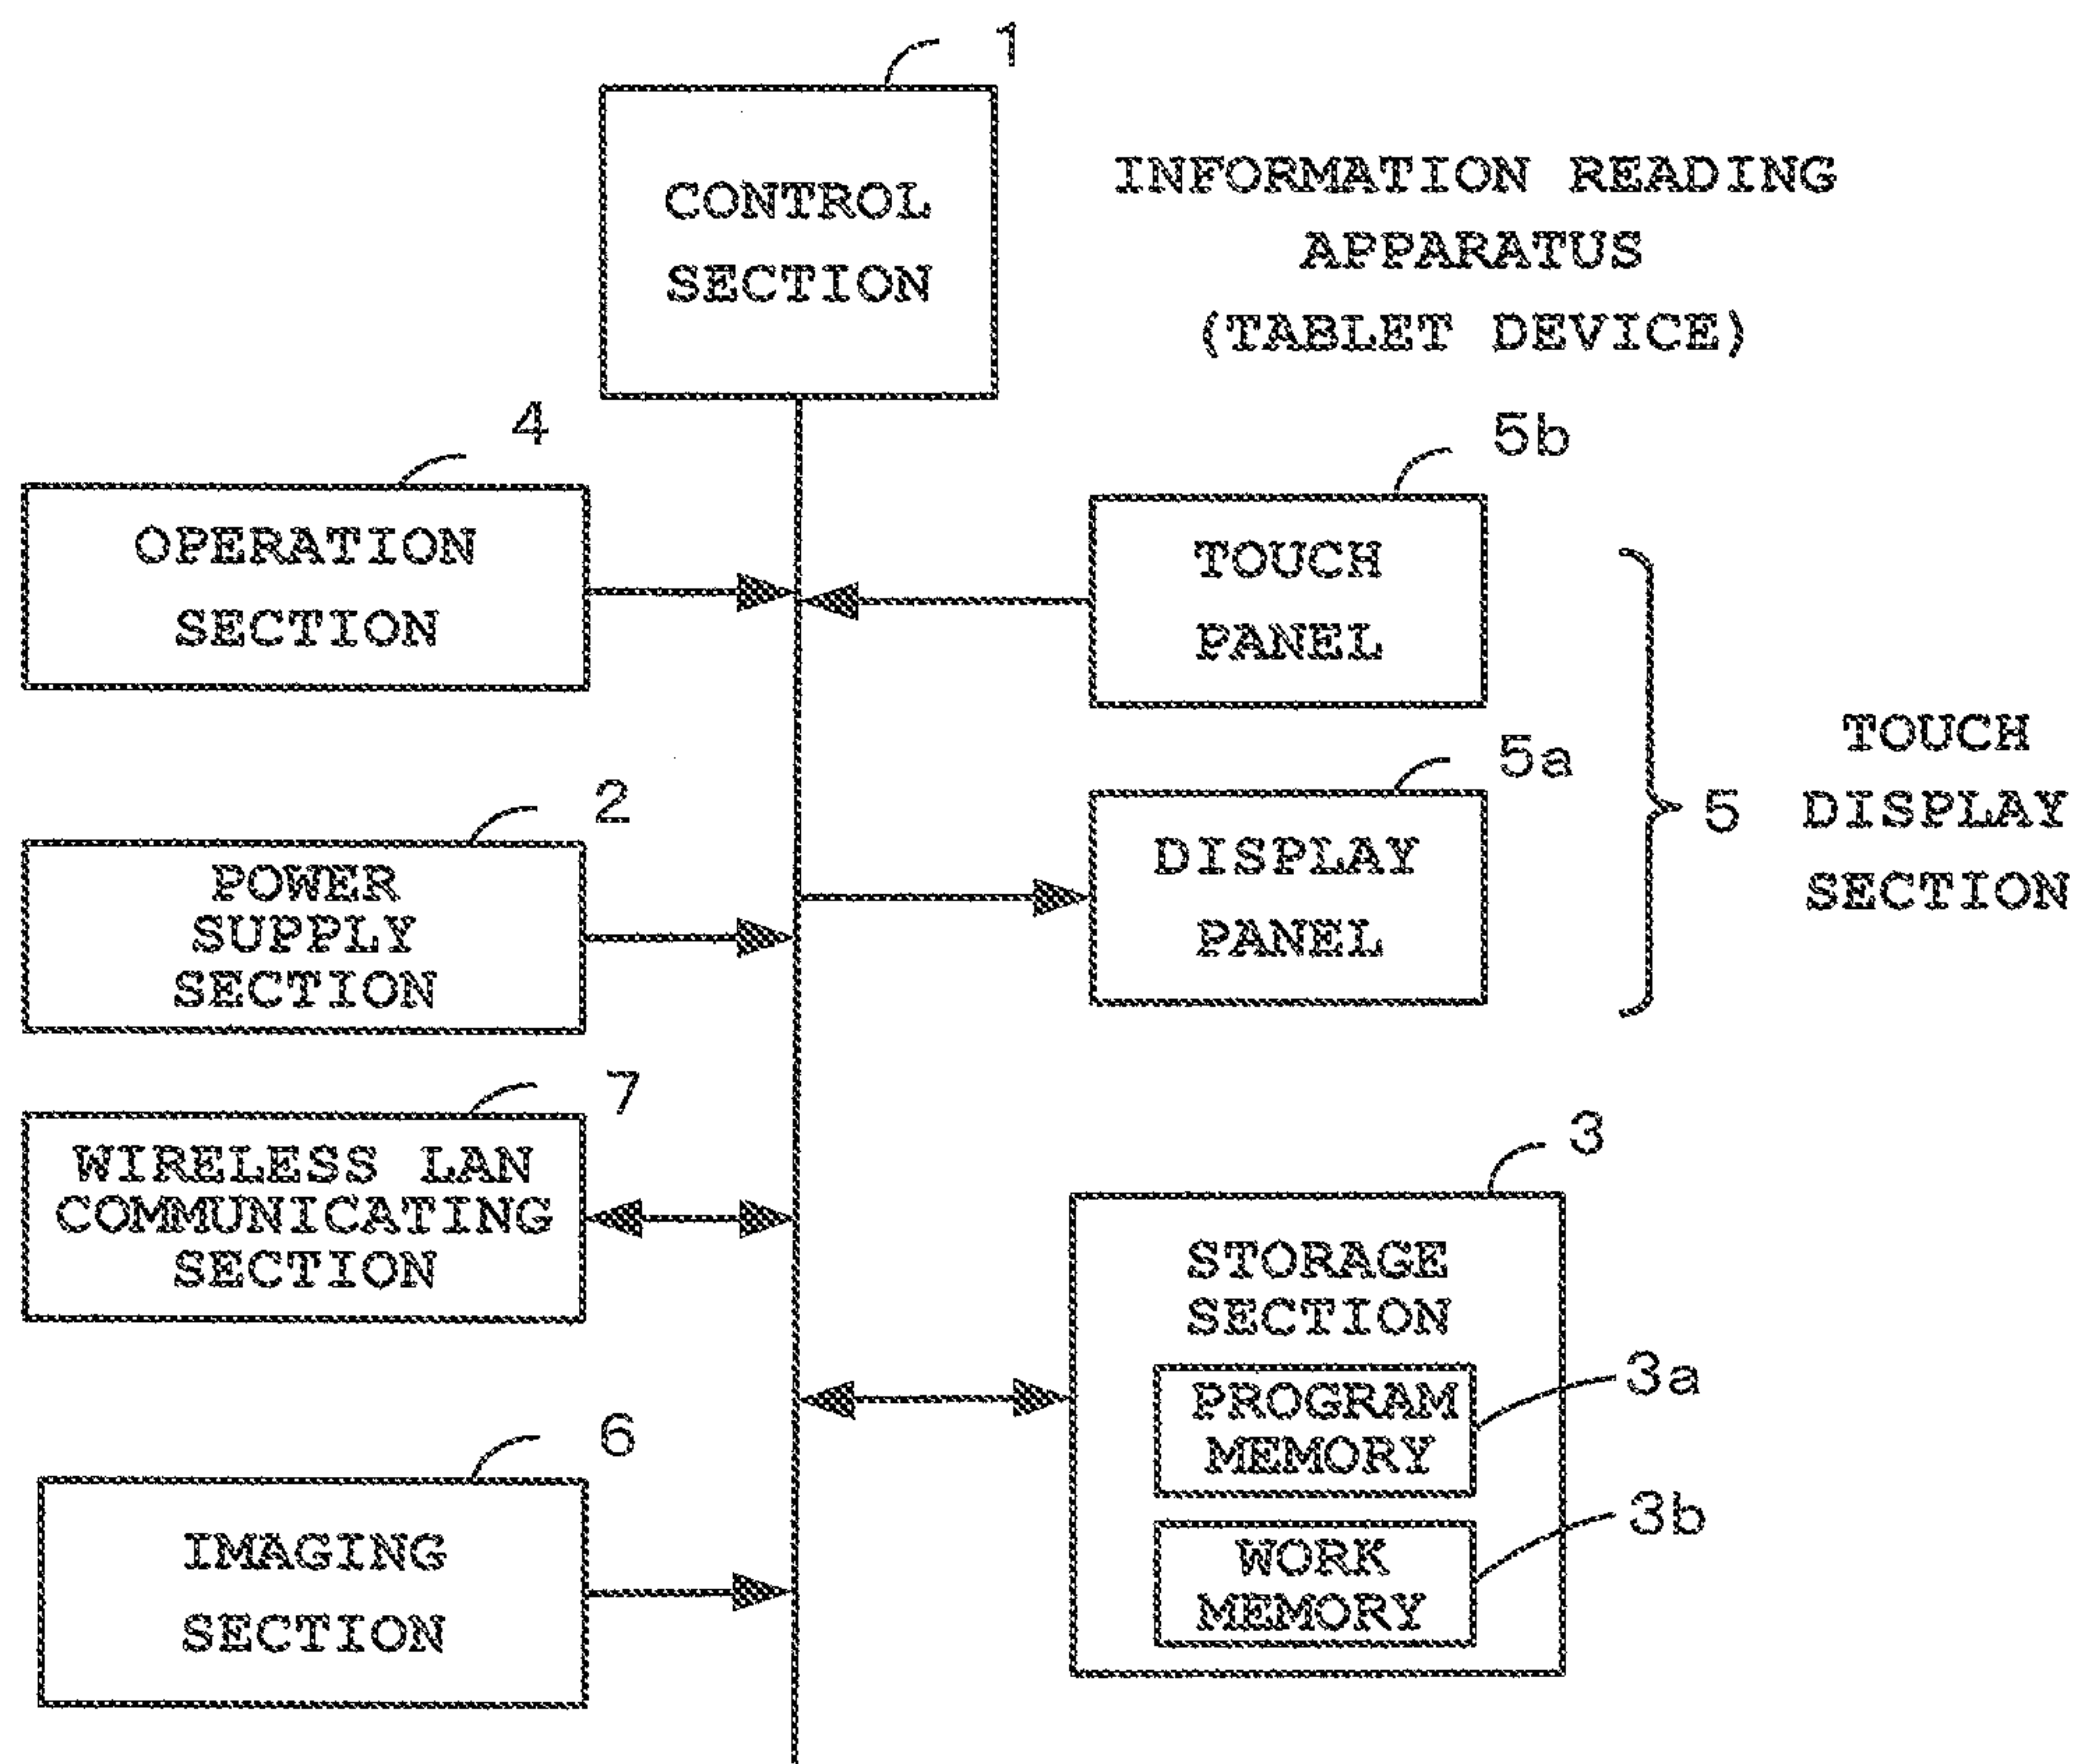 1
CONTROL
SECTION
INFORMATION READING
APPARATUS
(TABLET DEVICE)
4
OPERATION
SECTION
5b
TOUCH
PANEL
5a
DISPLAY
PANEL
5
TOUCH
DISPLAY
SECTION
2
POWER
SUPPLY
SECTION
7
WIRELESS LAN
COMMUNICATING
SECTION
3
STORAGE
SECTION
3a
PROGRAM
MEMORY
3b
WORK
MEMORY
6
IMAGING
SECTION